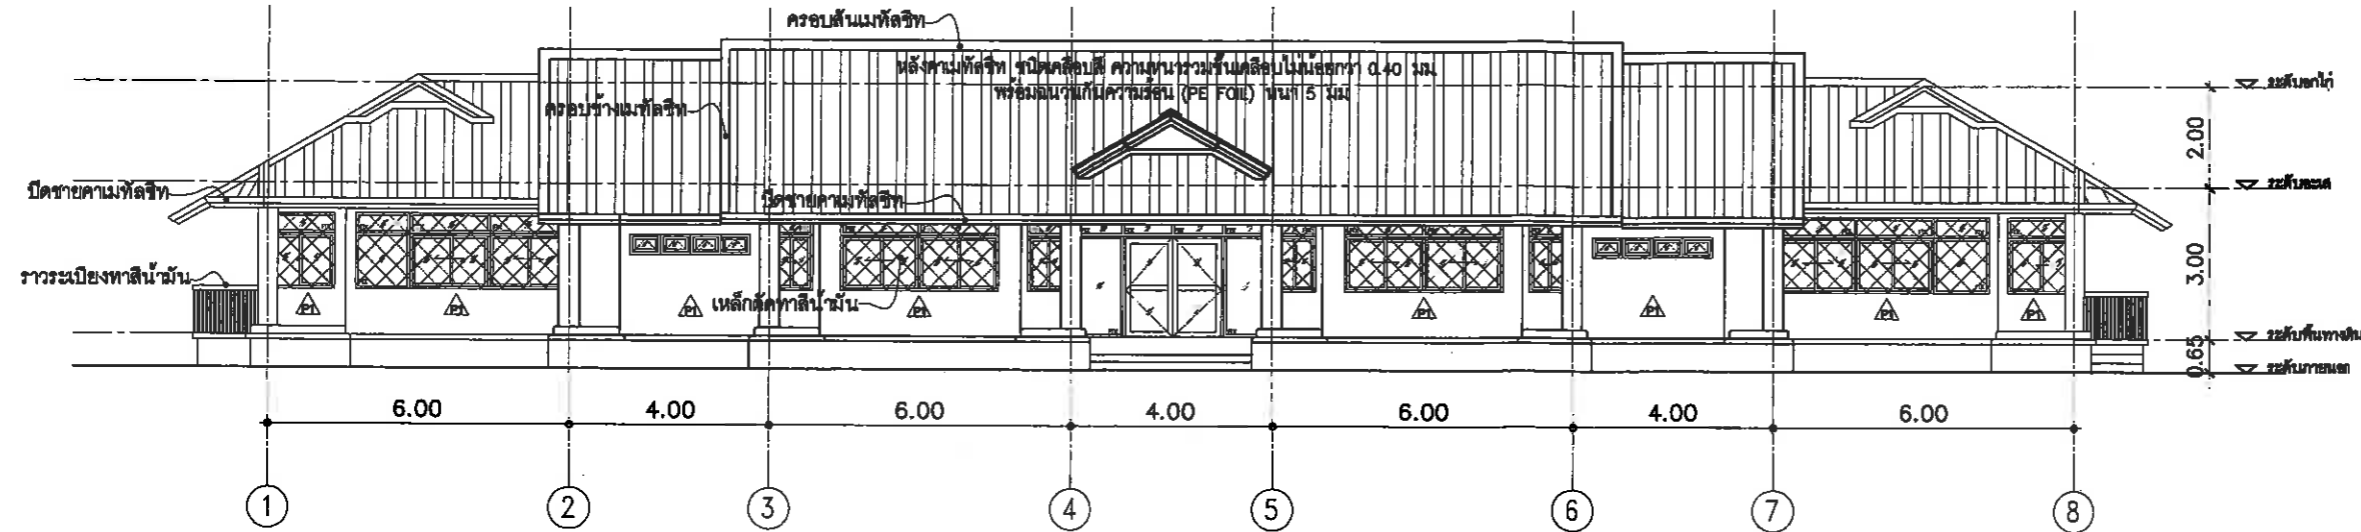 ครอบสันเมทัลชีท
หลังคาเมทัลชีท ชนิดเคลือบสี ความหนารวมชั้นเคลือบไม่น้อยกว่า 0.40 มม.
พร้อมฉนวนกันความร้อน (PE FOIL) หนา 5 มม
ครอบข้างเมทัลชีท
ระดับอกไก่
2.00
ปิดชายคาเมทัลชีท
ระดับอะเส
ปิดชายคาเมทัลชีท
3.00
ราวระเบียงทาสีน้ำมัน
เหล็กดัดทาสีน้ำมัน
P1 P1 P1 P1 P1 P1 P1 P1
ระดับพื้นทางเดิน
0.65
ระดับภายนอก
6.00 4.00 6.00 4.00 6.00 4.00 6.00
1 2 3 4 5 6 7 8